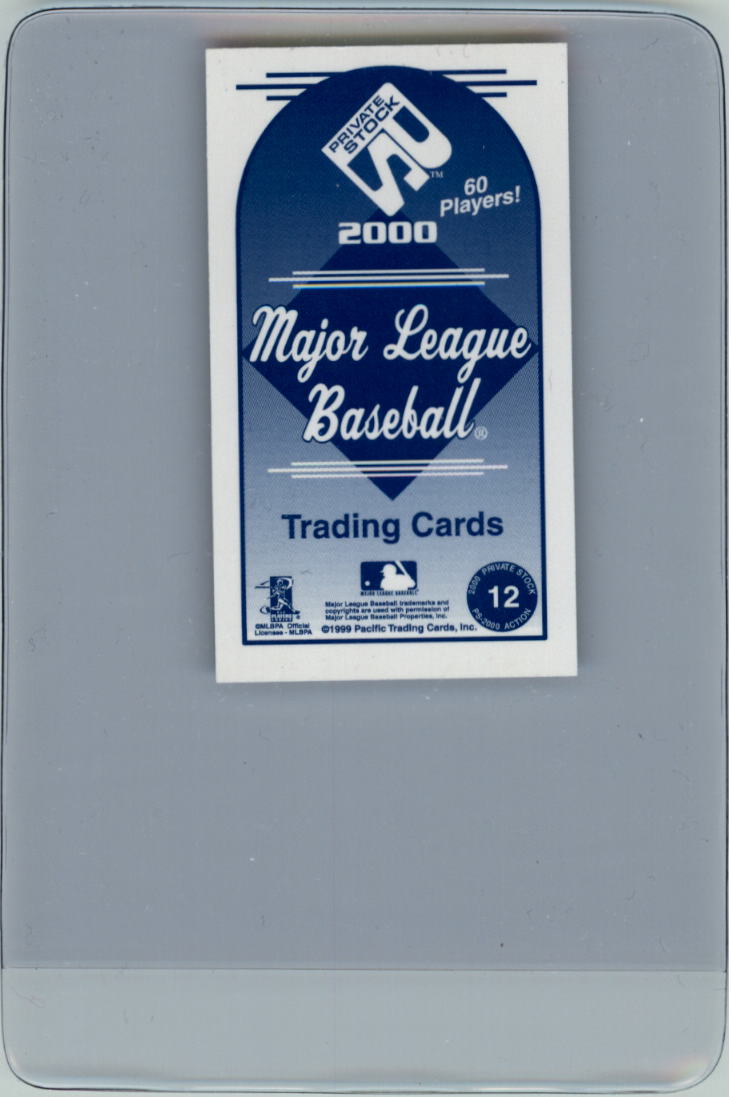 PRIVATE
STOCK
TM
60
Players!
2000
Major League
Baseball®
Trading Cards
MAJOR LEAGUE BASEBALL
Major League Baseball trademarks and
copyrights are used with permission of
Major League Baseball Properties, Inc.
©MLBPA Official
Licensee - MLBPA
©1999 Pacific Trading Cards, Inc.
2000 PRIVATE STOCK
12
PS-2000 ACTION